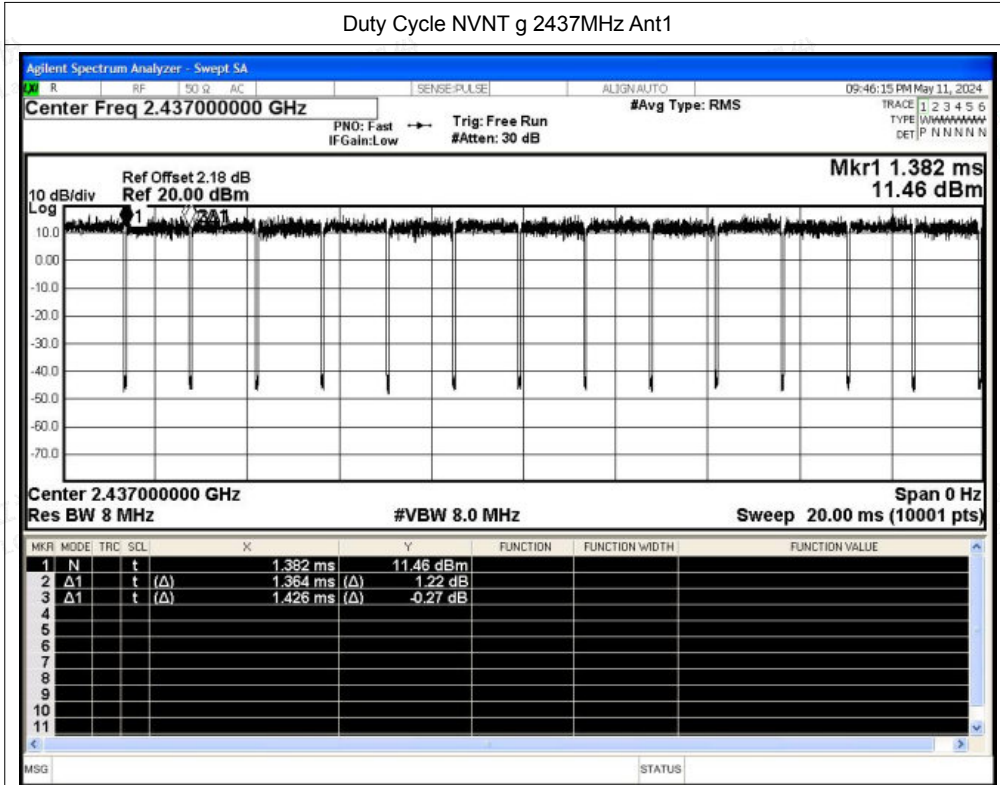 Duty Cycle NVNT g 2437MHz Ant1
Agilent Spectrum Analyzer - Swept SA
R RF 50 Ω AC SENSE:PULSE ALIGNAUTO 09:46:15 PM May 11, 2024
Center Freq 2.437000000 GHz #Avg Type: RMS TRACE 1 2 3 4 5 6
PNO: Fast Trig: Free Run TYPE
IFGain:Low #Atten: 30 dB DET P N N N N N
Mkr1 1.382 ms
Ref Offset 2.18 dB
10 dB/div Ref 20.00 dBm 11.46 dBm
Log
1 3Δ1
10.0
0.00
-10.0
-20.0
-30.0
-40.0
-50.0
-60.0
-70.0
Center 2.437000000 GHz Span 0 Hz
Res BW 8 MHz #VBW 8.0 MHz Sweep 20.00 ms (10001 pts)
MKR MODE TRC SCL X Y FUNCTION FUNCTION WIDTH FUNCTION VALUE
1 N t 1.382 ms 11.46 dBm
2 Δ1 t (Δ) 1.364 ms (Δ) 1.22 dB
3 Δ1 t (Δ) 1.426 ms (Δ) -0.27 dB
4
5
6
7
8
9
10
11
MSG STATUS